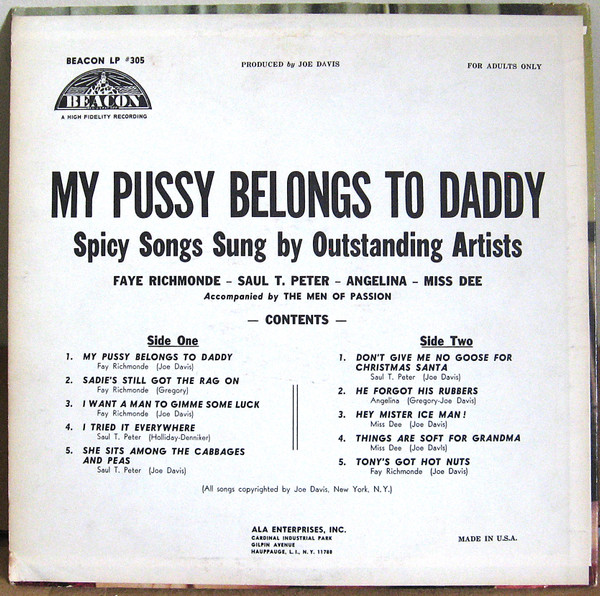 BEACON LP #305
PRODUCED by JOE DAVIS
FOR ADULTS ONLY
BEACON
A HIGH FIDELITY RECORDING
MY PUSSY BELONGS TO DADDY
Spicy Songs Sung by Outstanding Artists
FAYE RICHMONDE – SAUL T. PETER – ANGELINA – MISS DEE
Accompanied by THE MEN OF PASSION
— CONTENTS —
Side One
1. MY PUSSY BELONGS TO DADDY
Fay Richmonde (Joe Davis)
2. SADIE'S STILL GOT THE RAG ON
Fay Richmonde (Gregory)
3. I WANT A MAN TO GIMME SOME LUCK
Fay Richmonde (Joe Davis)
4. I TRIED IT EVERYWHERE
Saul T. Peter (Holliday-Denniker)
5. SHE SITS AMONG THE CABBAGES
AND PEAS
Saul T. Peter (Joe Davis)
Side Two
1. DON'T GIVE ME NO GOOSE FOR
CHRISTMAS SANTA
Saul T. Peter (Joe Davis)
2. HE FORGOT HIS RUBBERS
Angelina (Gregory-Joe Davis)
3. HEY MISTER ICE MAN!
Miss Dee (Joe Davis)
4. THINGS ARE SOFT FOR GRANDMA
Miss Dee (Joe Davis)
5. TONY'S GOT HOT NUTS
Fay Richmonde (Joe Davis)
(All songs copyrighted by Joe Davis, New York, N.Y.)
ALA ENTERPRISES, INC.
CARDINAL INDUSTRIAL PARK
GILPIN AVENUE
HAUPPAUGE, L. I., N. Y. 11788
MADE IN U.S.A.